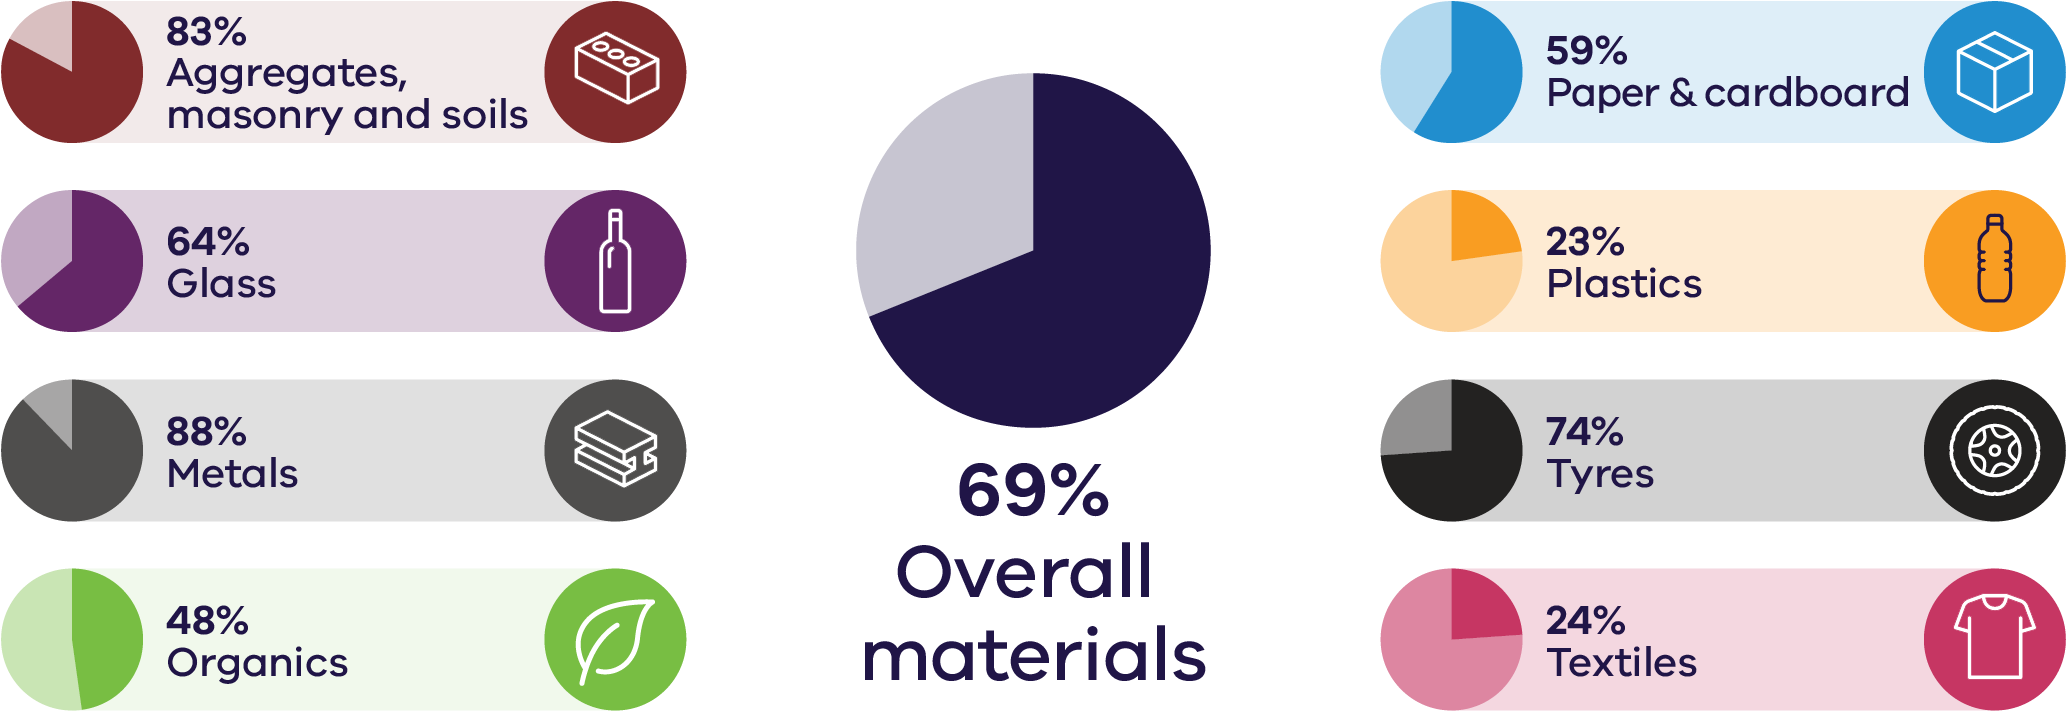 83%
Aggregates,
masonry and soils
64%
Glass
88%
Metals
48%
Organics
69%
Overall
materials
59%
Paper & cardboard
23%
Plastics
74%
Tyres
24%
Textiles